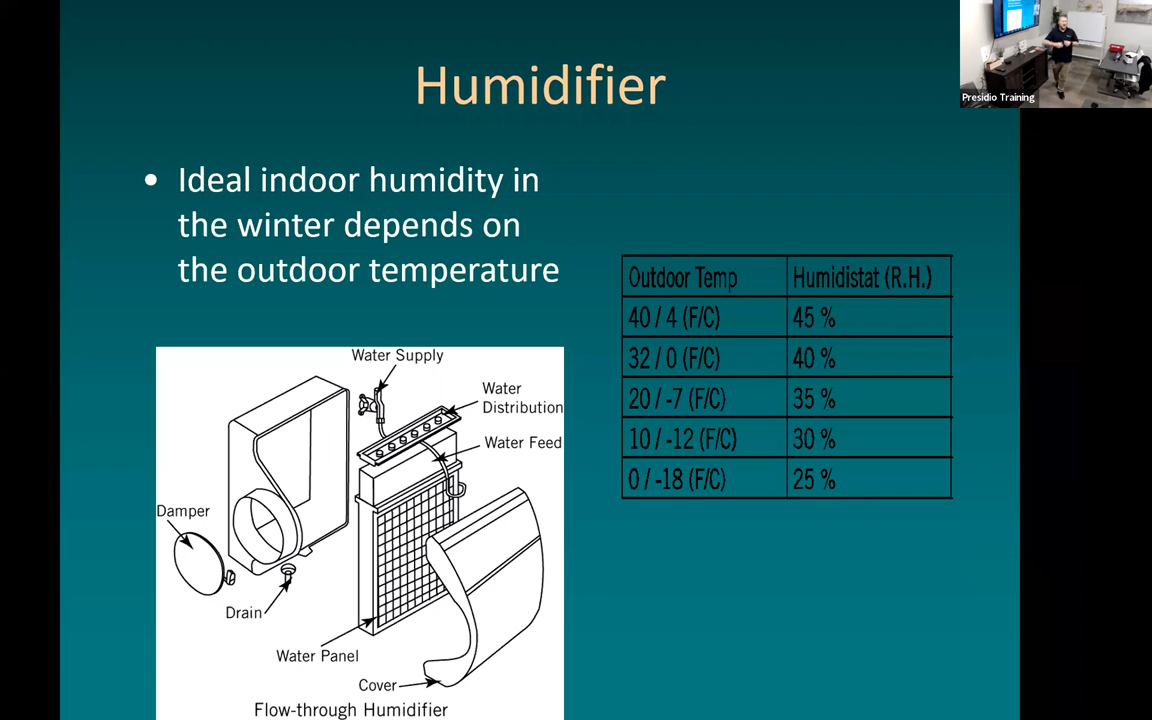 Humidifier
Presidio Training
• Ideal indoor humidity in
the winter depends on
the outdoor temperature
Outdoor Temp Humidistat (R.H.)
40 / 4 (F/C) 45 %
32 / 0 (F/C) 40 %
20 / -7 (F/C) 35 %
10 / -12 (F/C) 30 %
0 / -18 (F/C) 25 %
Water Supply
Water
Distribution
Water Feed
Damper
Drain
Water Panel
Cover
Flow-through Humidifier